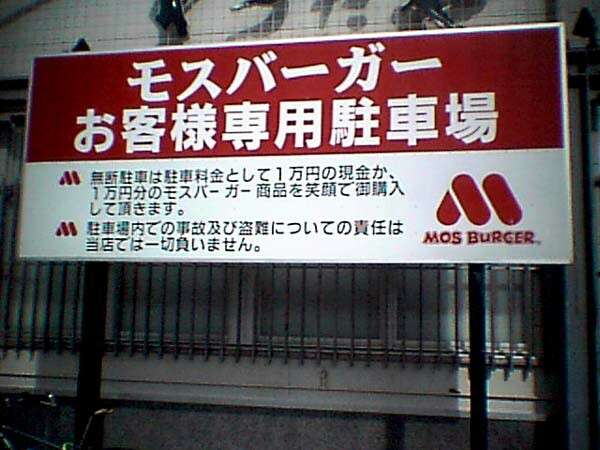 モスバーガー
お客様専用駐車場
無断駐車は駐車料金として1万円の現金か、
1万円分のモスバーガー商品を笑顔で御購入
して頂きます。
駐車場内での事故及び盗難についての責任は
当店では一切負いません。
MOS BURGER